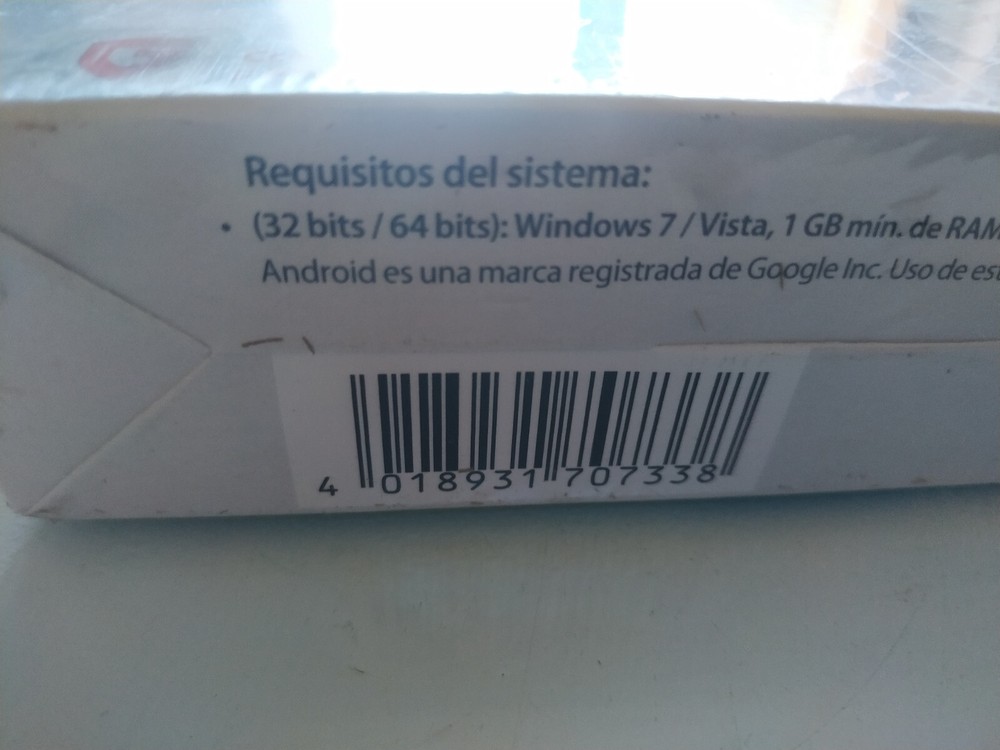 Requisitos del sistema:
• (32 bits / 64 bits): Windows 7 / Vista, 1 GB mín. de RAM
Android es una marca registrada de Google Inc. Uso de
4 018931 707338